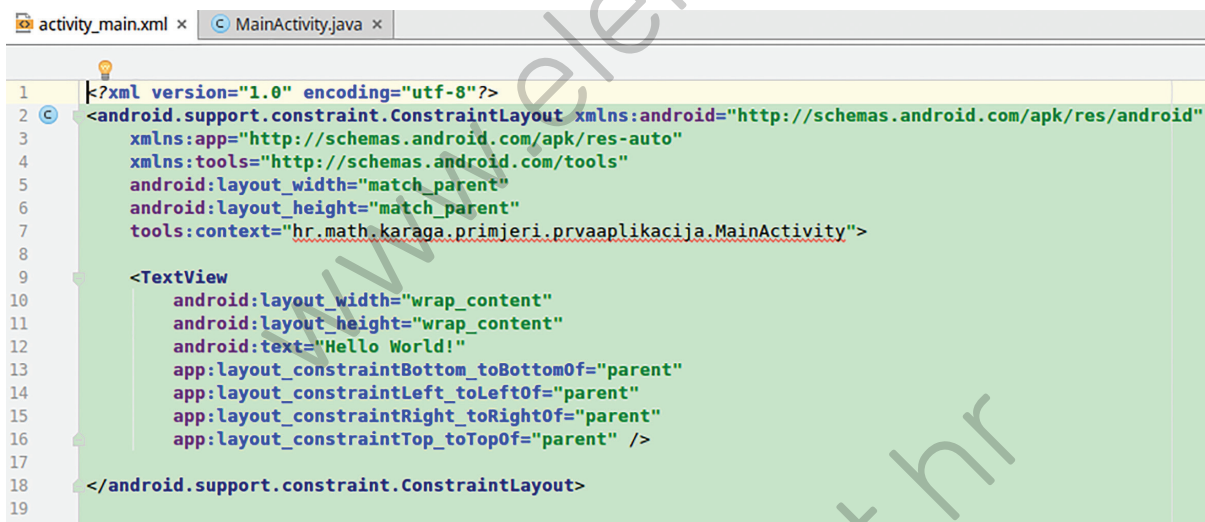 activity_main.xml × C MainActivity.java ×
1 <?xml version="1.0" encoding="utf-8"?>
2 C <android.support.constraint.ConstraintLayout xmlns:android="http://schemas.android.com/apk/res/android"
3 xmlns:app="http://schemas.android.com/apk/res-auto"
4 xmlns:tools="http://schemas.android.com/tools"
5 android:layout_width="match_parent"
6 android:layout_height="match_parent"
7 tools:context="hr.math.karaga.primjeri.prvaaplikacija.MainActivity">
8
9 <TextView
10 android:layout_width="wrap_content"
11 android:layout_height="wrap_content"
12 android:text="Hello World!"
13 app:layout_constraintBottom_toBottomOf="parent"
14 app:layout_constraintLeft_toLeftOf="parent"
15 app:layout_constraintRight_toRightOf="parent"
16 app:layout_constraintTop_toTopOf="parent" />
17
18 </android.support.constraint.ConstraintLayout>
19
www.ele
t hr